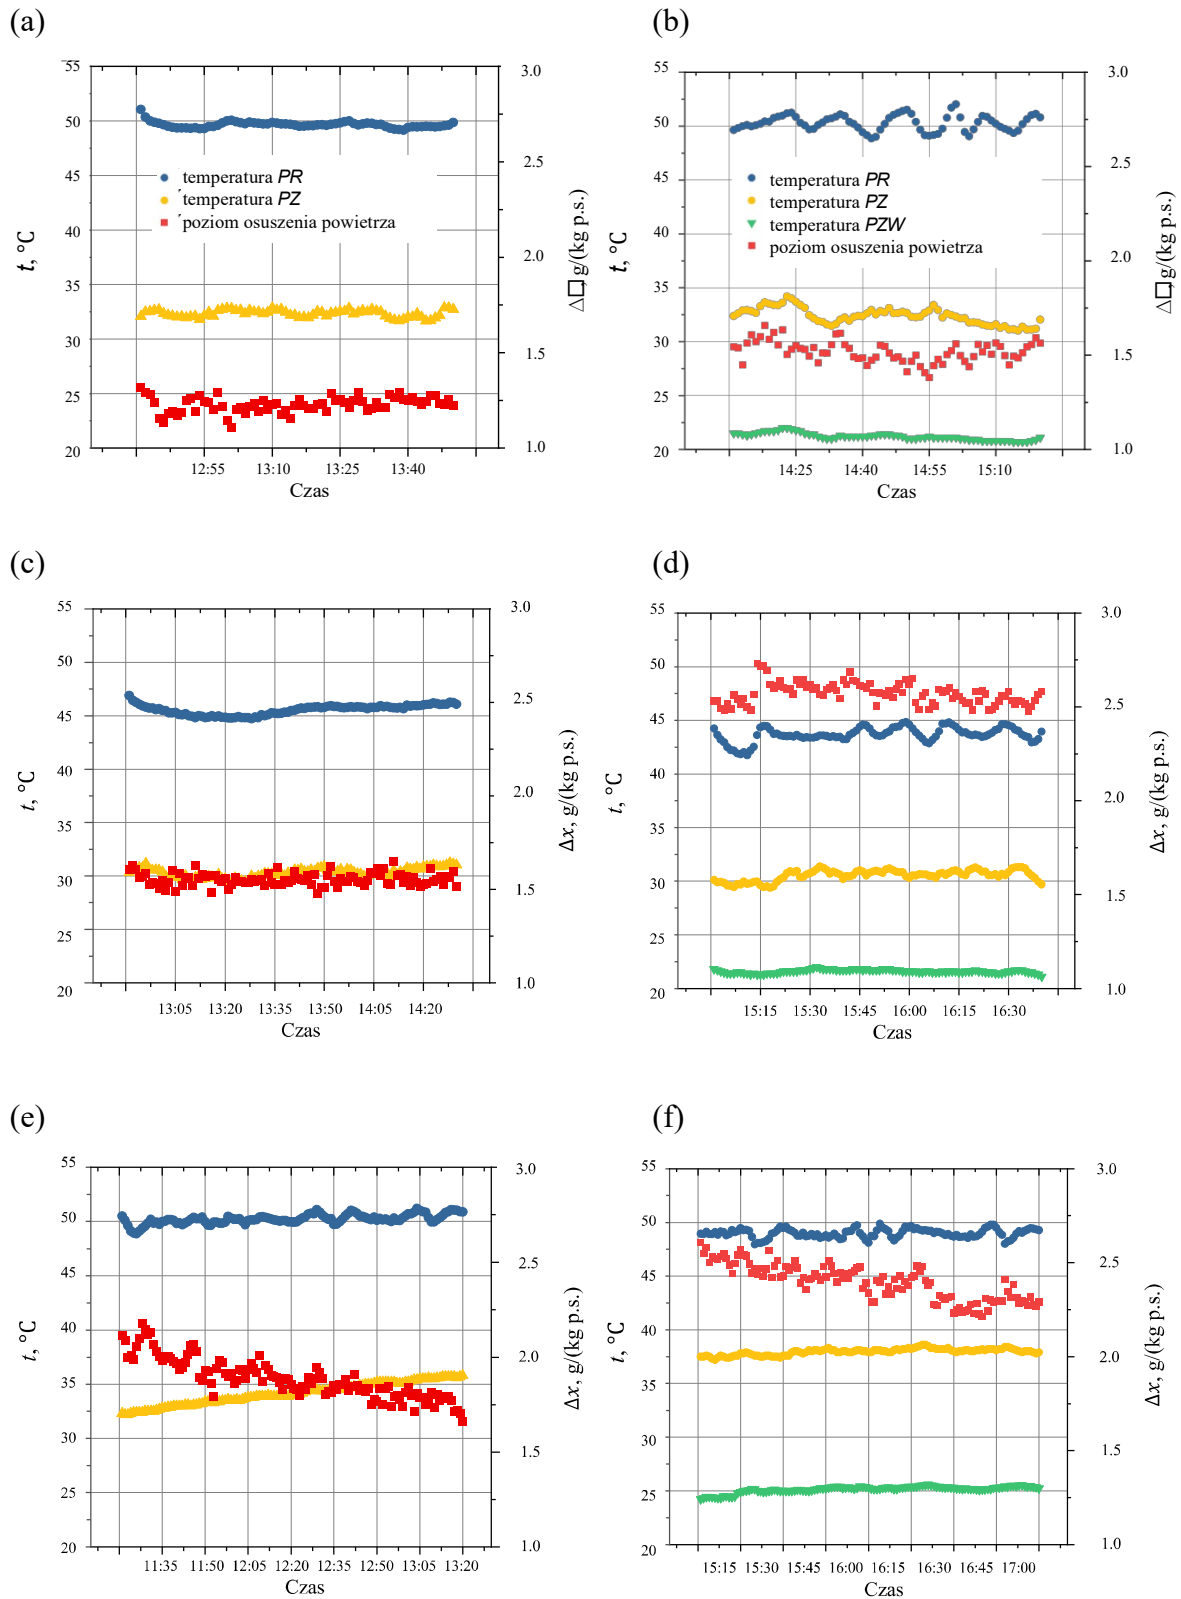 (a)
55
50
45
40
35
30
25
20
t, °C
temperatura PR
temperatura PZ
poziom osuszenia powietrza
3.0
2.5
2.0
1.5
1.0
Δ□, g/(kg p.s.)
12:55 13:10 13:25 13:40
Czas
(b)
55
50
45
40
35
30
25
20
t, °C
temperatura PR
temperatura PZ
temperatura PZW
poziom osuszenia powietrza
3.0
2.5
2.0
1.5
1.0
Δ□, g/(kg p.s.)
14:25 14:40 14:55 15:10
Czas
(c)
55
50
45
40
35
30
25
20
t, °C
3.0
2.5
2.0
1.5
1.0
Δx, g/(kg p.s.)
13:05 13:20 13:35 13:50 14:05 14:20
Czas
(d)
55
50
45
40
35
30
25
20
t, °C
3.0
2.5
2.0
1.5
1.0
Δx, g/(kg p.s.)
15:15 15:30 15:45 16:00 16:15 16:30
Czas
(e)
55
50
45
40
35
30
25
20
t, °C
3.0
2.5
2.0
1.5
1.0
Δx, g/(kg p.s.)
11:35 11:50 12:05 12:20 12:35 12:50 13:05 13:20
Czas
(f)
55
50
45
40
35
30
25
20
t, °C
3.0
2.5
2.0
1.5
1.0
Δx, g/(kg p.s.)
15:15 15:30 15:45 16:00 16:15 16:30 16:45 17:00
Czas